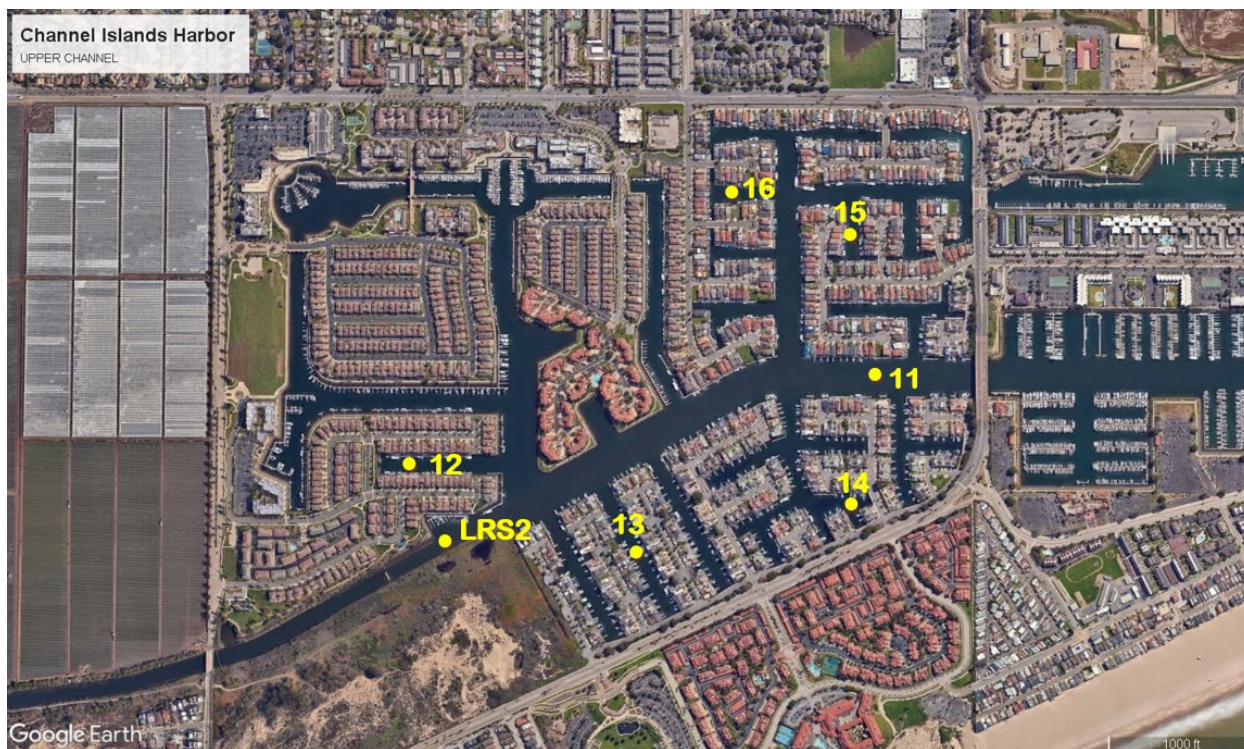 Channel Islands Harbor
UPPER CHANNEL
16
15
11
12
14
13
LRS2
Google Earth
1000 ft